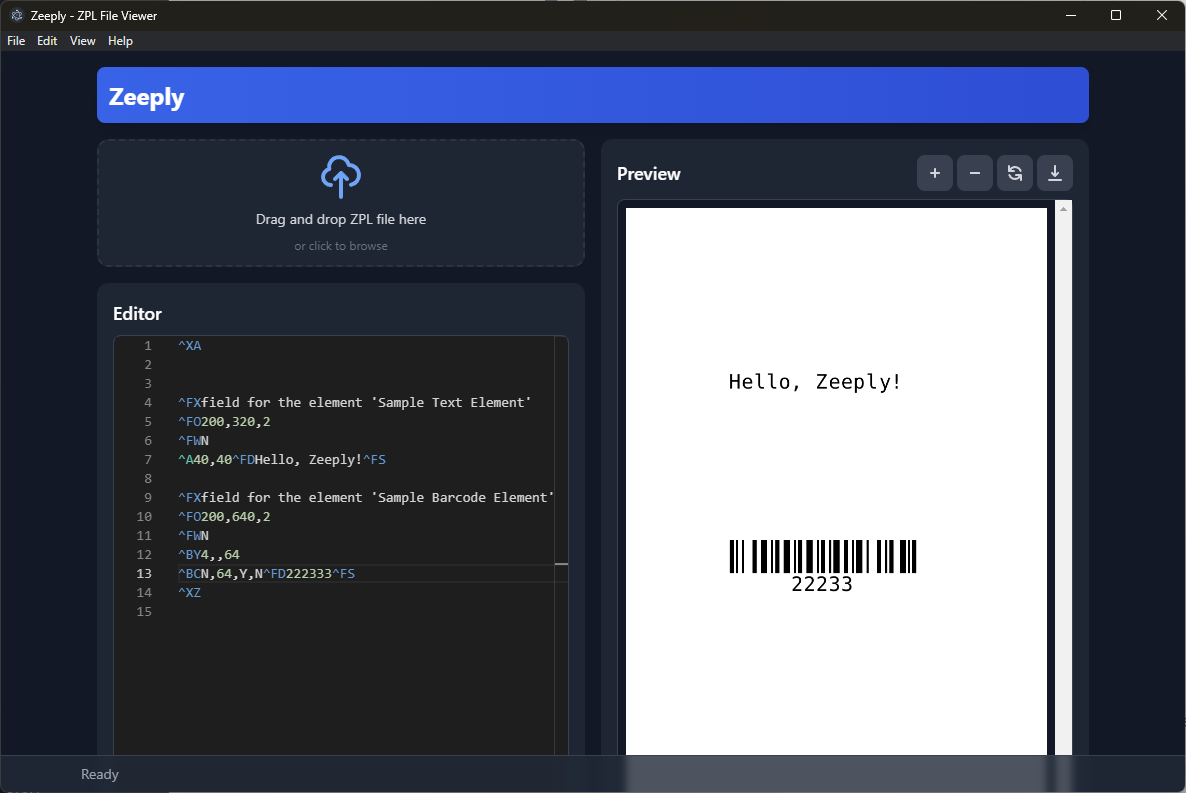 Zeeply - ZPL File Viewer
File Edit View Help
Zeeply
Drag and drop ZPL file here
or click to browse
Editor
1 ^XA
2
3
4 ^FXfield for the element 'Sample Text Element'
5 ^FO200,320,2
6 ^FWN
7 ^A40,40^FDHello, Zeeply!^FS
8
9 ^FXfield for the element 'Sample Barcode Element'
10 ^FO200,640,2
11 ^FWN
12 ^BY4,,64
13 ^BCN,64,Y,N^FD222333^FS
14 ^XZ
15
Preview
Hello, Zeeply!
22233
Ready